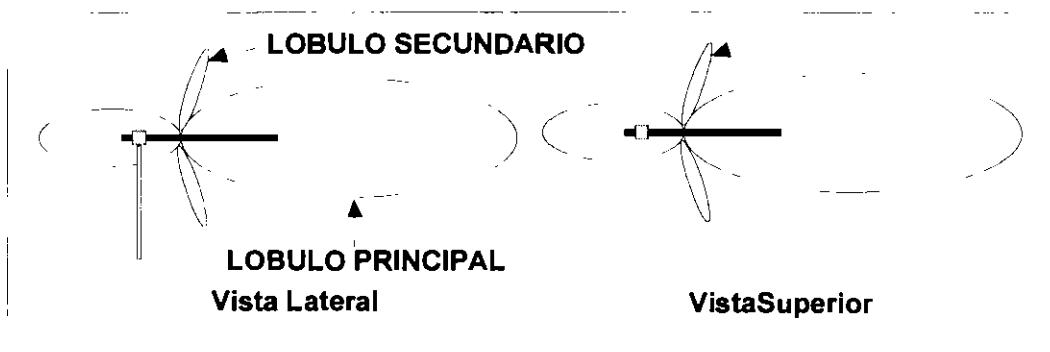 LOBULO SECUNDARIO
LOBULO PRINCIPAL
Vista Lateral
VistaSuperior